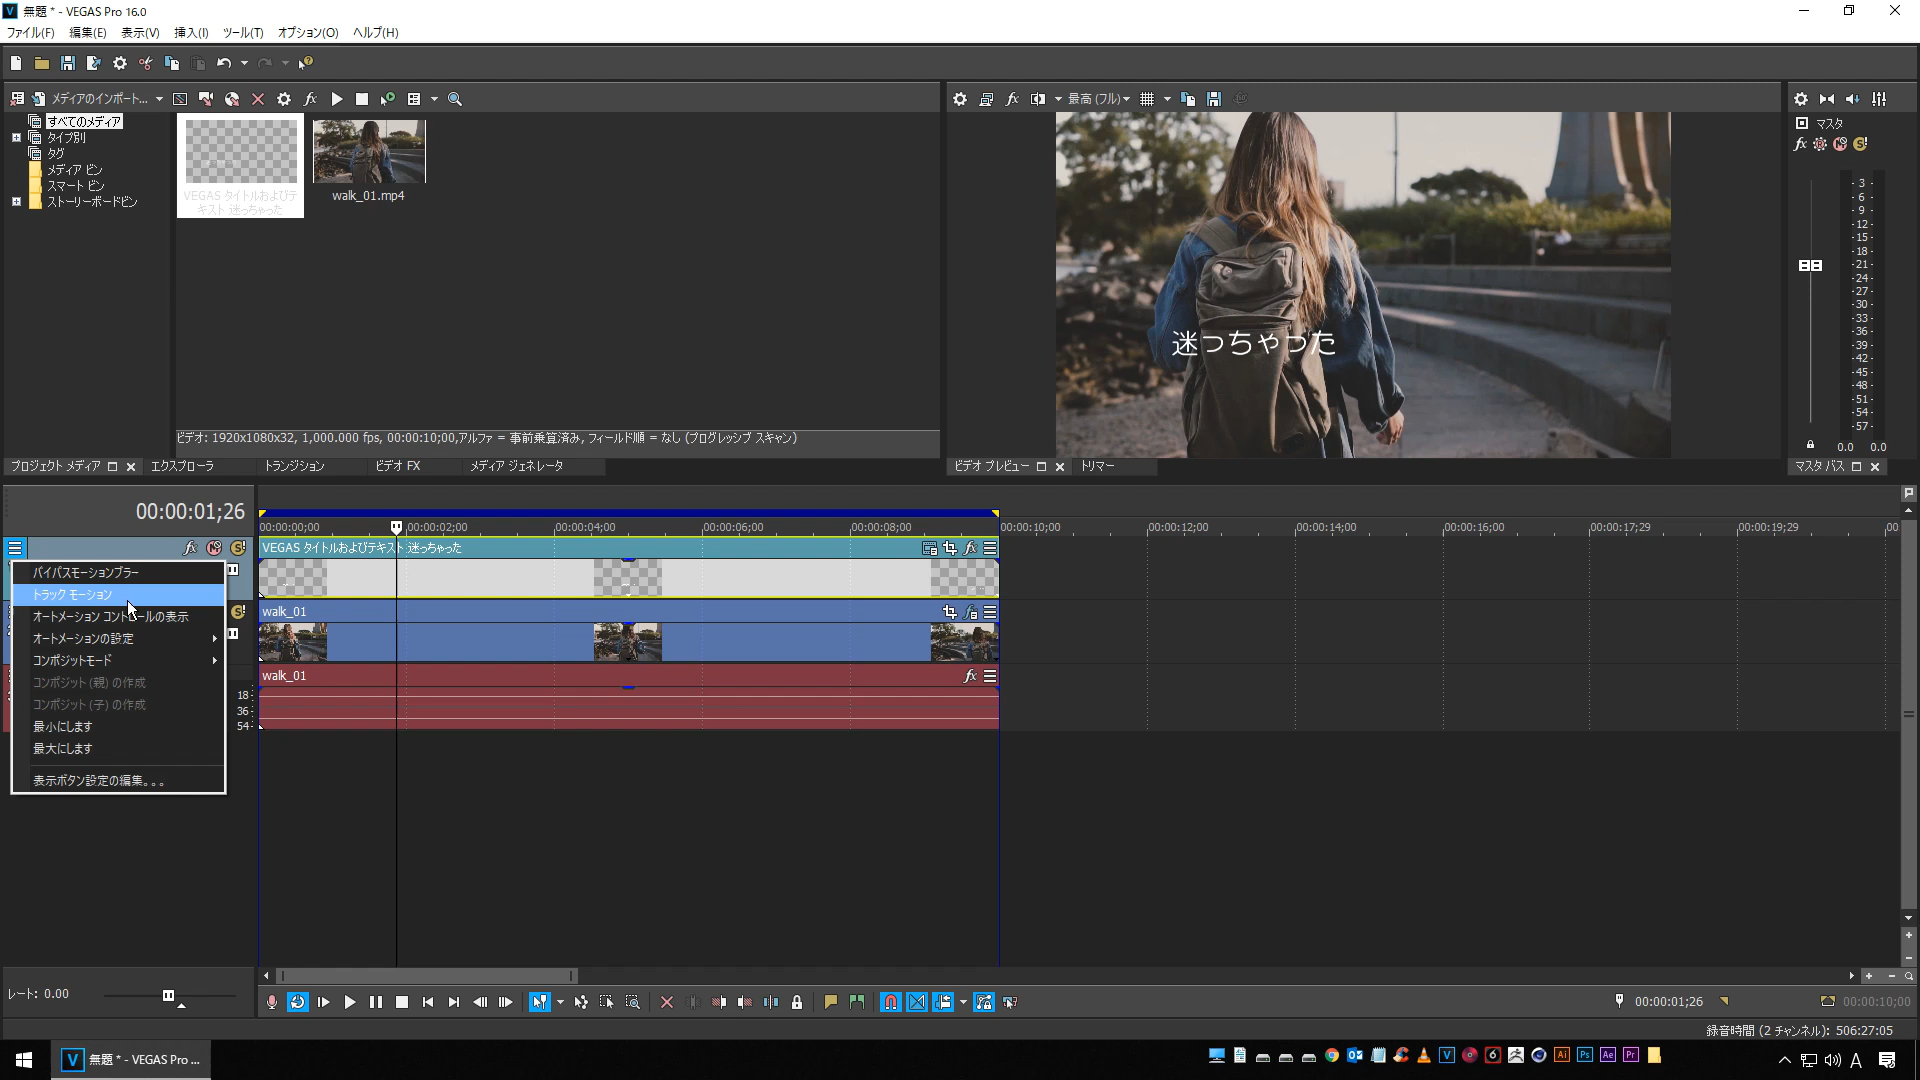 無題 * - VEGAS Pro 16.0
ファイル(F) 編集(E) 表示(V) 挿入(I) ツール(T) オプション(O) ヘルプ(H)
メディアのインポート...
最高 (フル)
すべてのメディア
タイプ別
タグ
メディア ビン
スマート ビン
ストーリーボードビン
VEGAS タイトルおよびテ
キスト 迷っちゃった
walk_01.mp4
迷っちゃった
マスタ
- 3 -
- 6 -
- 9 -
-12-
-15-
-18-
-21-
-24-
-27-
-30-
-33-
-36-
-39-
-42-
-45-
-48-
-51-
-54-
-57-
0.0 0.0
ビデオ: 1920x1080x32, 1,000.000 fps, 00:00:10;00,アルファ = 事前乗算済み, フィールド順 = なし (プログレッシブ スキャン)
プロジェクト メディア エクスプローラ トランジション ビデオ FX メディア ジェネレータ
ビデオ プレビュー トリマー
マスタ バス
00:00:01;26
00:00:00;00 00:00:02;00 00:00:04;00 00:00:06;00 00:00:08;00 00:00:10;00 00:00:12;00 00:00:14;00 00:00:16;00 00:00:17;29 00:00:19;29 00
VEGAS タイトルおよびテキスト 迷っちゃった
walk_01
walk_01
18
36
54
バイパスモーションブラー
トラック モーション
オートメーション コントロールの表示
オートメーションの設定
コンポジットモード
コンポジット (親) の作成
コンポジット (子) の作成
最小にします
最大にします
表示ボタン設定の編集。。。
レート: 0.00
00:00:01;26
00:00:10;00
録音時間 (2 チャンネル): 506:27:05
無題 * - VEGAS Pro ...
A